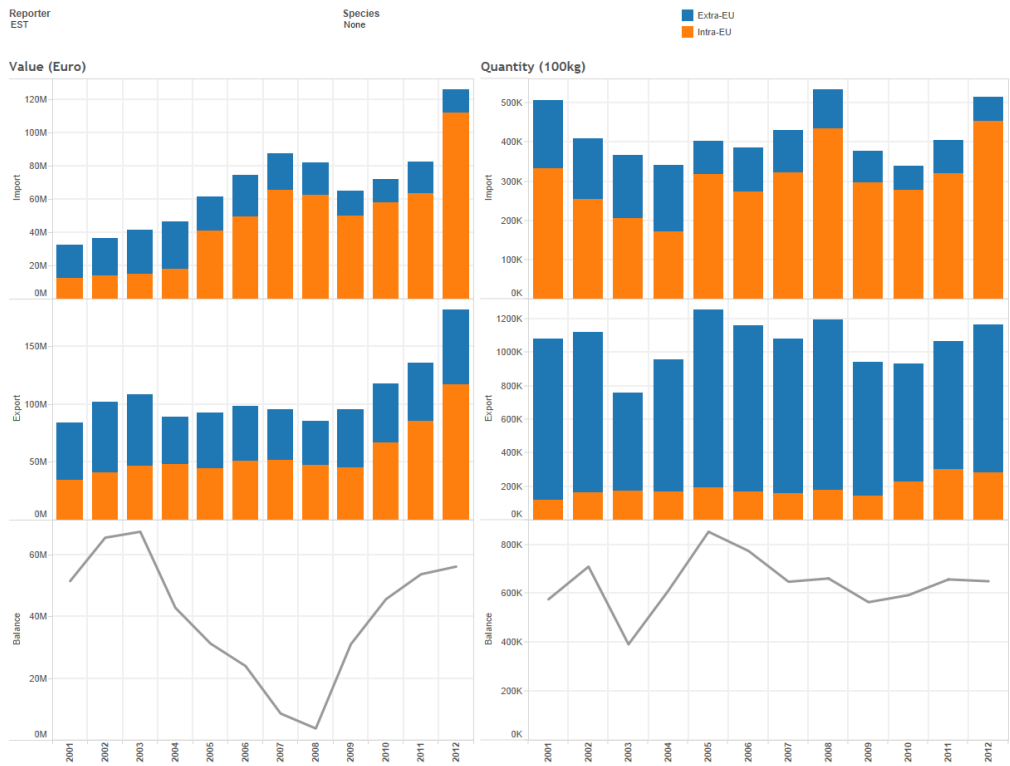 Reporter
EST
Species
None
Extra-EU
Intra-EU
Value (Euro)
Quantity (100kg)
Import
120M
100M
80M
60M
40M
20M
0M
Import
500K
400K
300K
200K
100K
0K
Export
150M
100M
50M
0M
Export
1200K
1000K
800K
600K
400K
200K
0K
Balance
60M
40M
20M
0M
Balance
800K
600K
400K
200K
0K
2001 2002 2003 2004 2005 2006 2007 2008 2009 2010 2011 2012
2001 2002 2003 2004 2005 2006 2007 2008 2009 2010 2011 2012